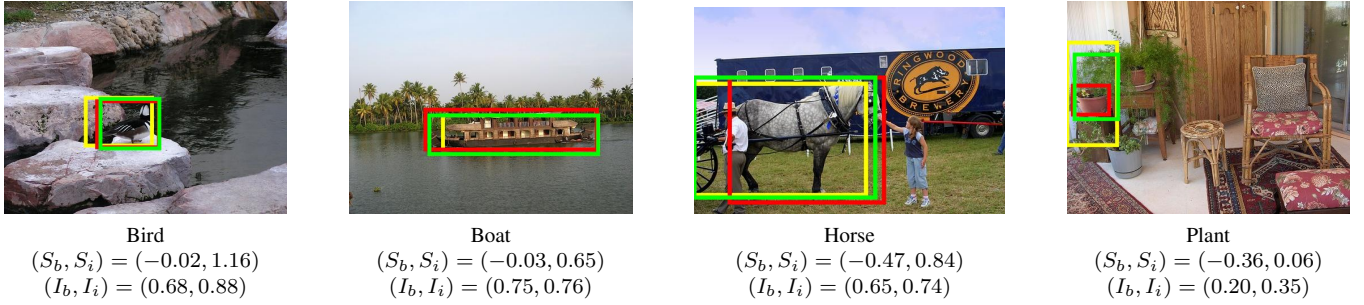 RINGWOOD
BREWERY
Bird
(S_b, S_i) = (−0.02, 1.16)
(I_b, I_i) = (0.68, 0.88)
Boat
(S_b, S_i) = (−0.03, 0.65)
(I_b, I_i) = (0.75, 0.76)
Horse
(S_b, S_i) = (−0.47, 0.84)
(I_b, I_i) = (0.65, 0.74)
Plant
(S_b, S_i) = (−0.36, 0.06)
(I_b, I_i) = (0.20, 0.35)